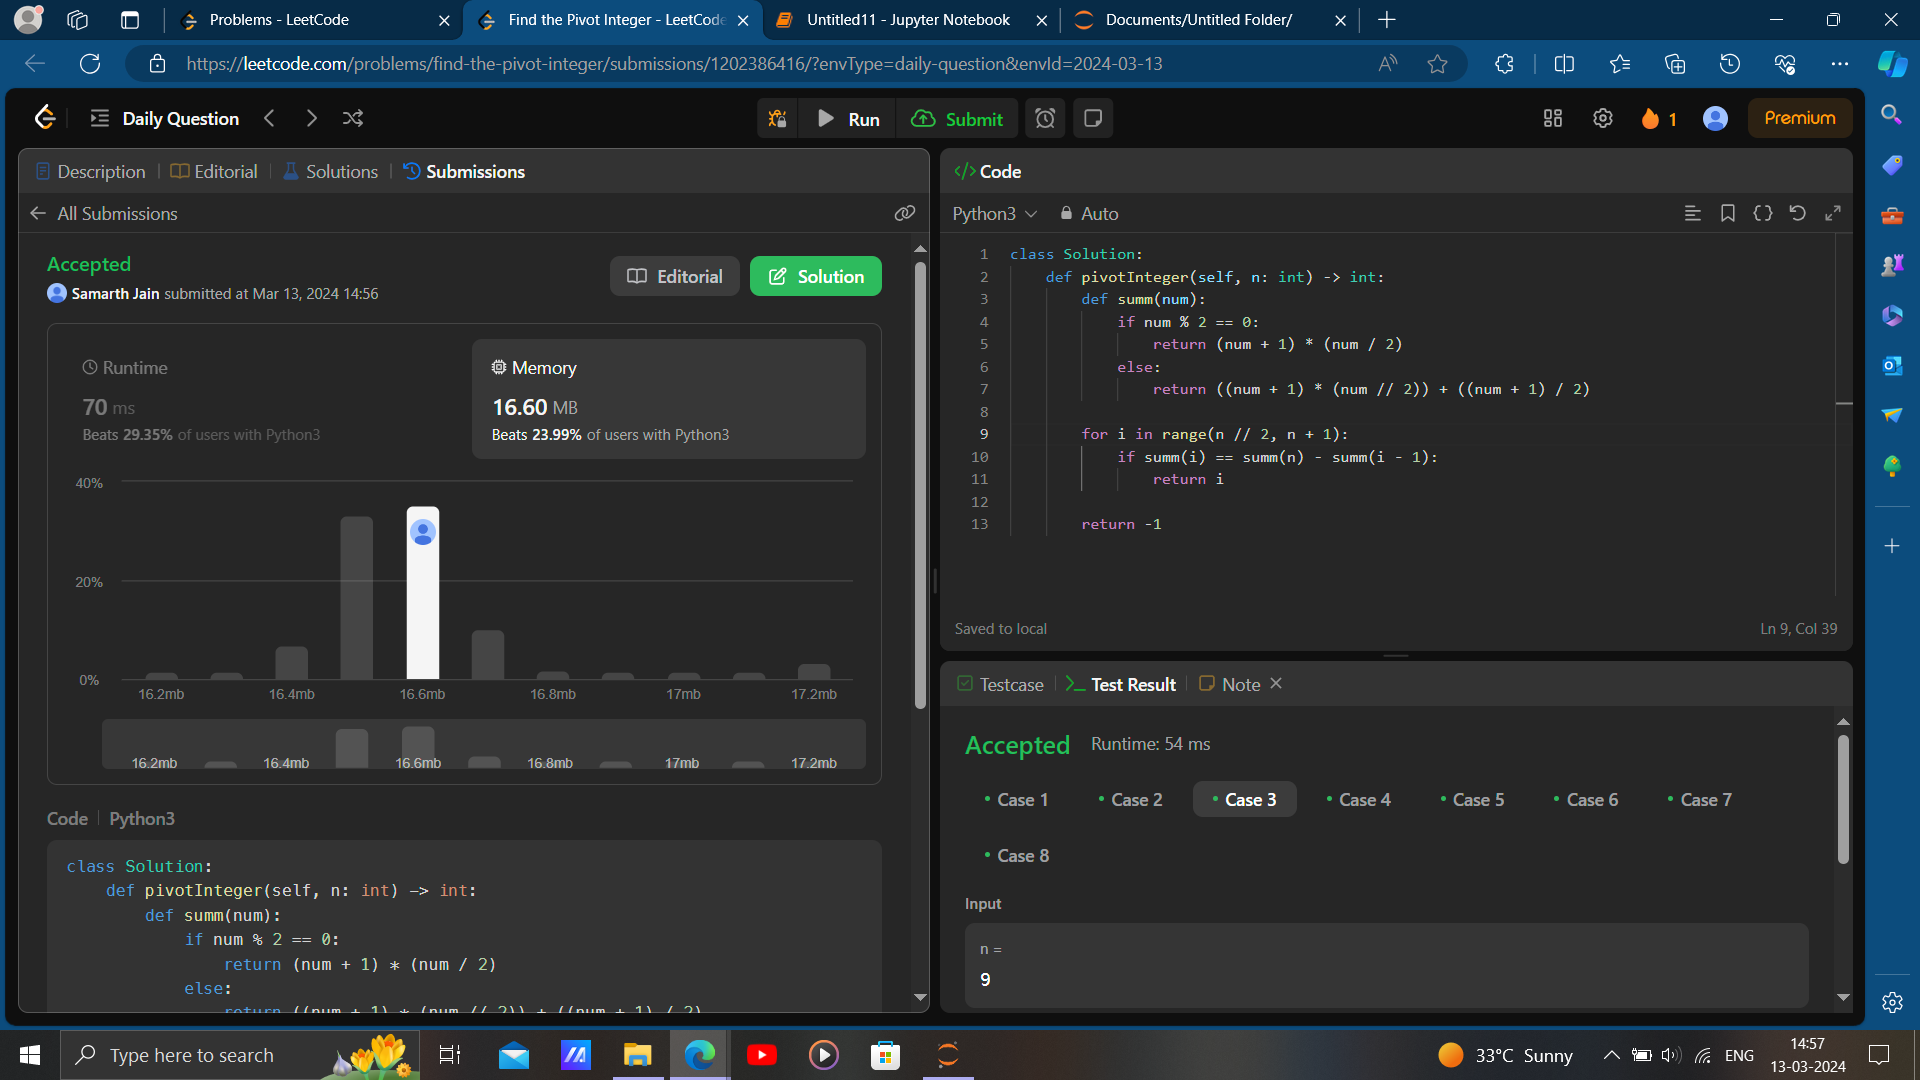 Problems - LeetCode
Find the Pivot Integer - LeetCode
Untitled11 - Jupyter Notebook
Documents/Untitled Folder/
https://leetcode.com/problems/find-the-pivot-integer/submissions/1202386416/?envType=daily-question&envId=2024-03-13
Daily Question
Run
Submit
1
Premium
Description
Editorial
Solutions
Submissions
All Submissions
Accepted
Samarth Jain submitted at Mar 13, 2024 14:56
Editorial
Solution
Runtime
70 ms
Beats 29.35% of users with Python3
Memory
16.60 MB
Beats 23.99% of users with Python3
40%
20%
0%
16.2mb 16.4mb 16.6mb 16.8mb 17mb 17.2mb
16.2mb 16.4mb 16.6mb 16.8mb 17mb 17.2mb
Code | Python3
class Solution:
    def pivotInteger(self, n: int) -> int:
        def summ(num):
            if num % 2 == 0:
                return (num + 1) * (num / 2)
            else:
                return ((num + 1) * (num // 2)) + ((num + 1) / 2)
</> Code
Python3
Auto
1 class Solution:
2     def pivotInteger(self, n: int) -> int:
3         def summ(num):
4             if num % 2 == 0:
5                 return (num + 1) * (num / 2)
6             else:
7                 return ((num + 1) * (num // 2)) + ((num + 1) / 2)
8
9         for i in range(n // 2, n + 1):
10             if summ(i) == summ(n) - summ(i - 1):
11                 return i
12
13         return -1
Saved to local
Ln 9, Col 39
Testcase
Test Result
Note
Accepted Runtime: 54 ms
• Case 1 • Case 2 • Case 3 • Case 4 • Case 5 • Case 6 • Case 7
• Case 8
Input
n =
9
Type here to search
33°C Sunny
ENG
14:57
13-03-2024